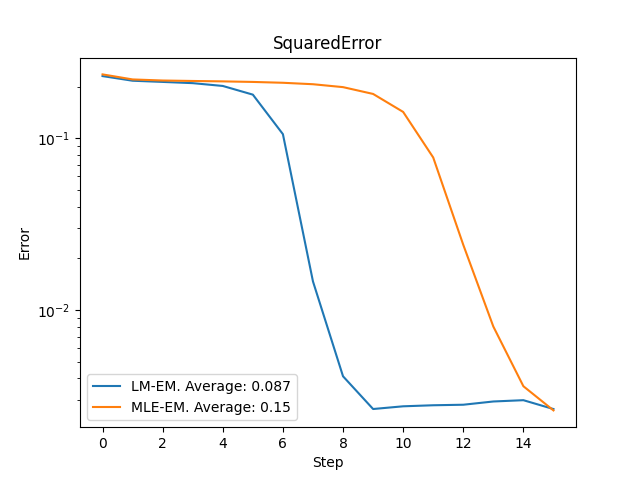 SquaredError
Error
10⁻¹
10⁻²
LM-EM. Average: 0.087
MLE-EM. Average: 0.15
0 2 4 6 8 10 12 14
Step